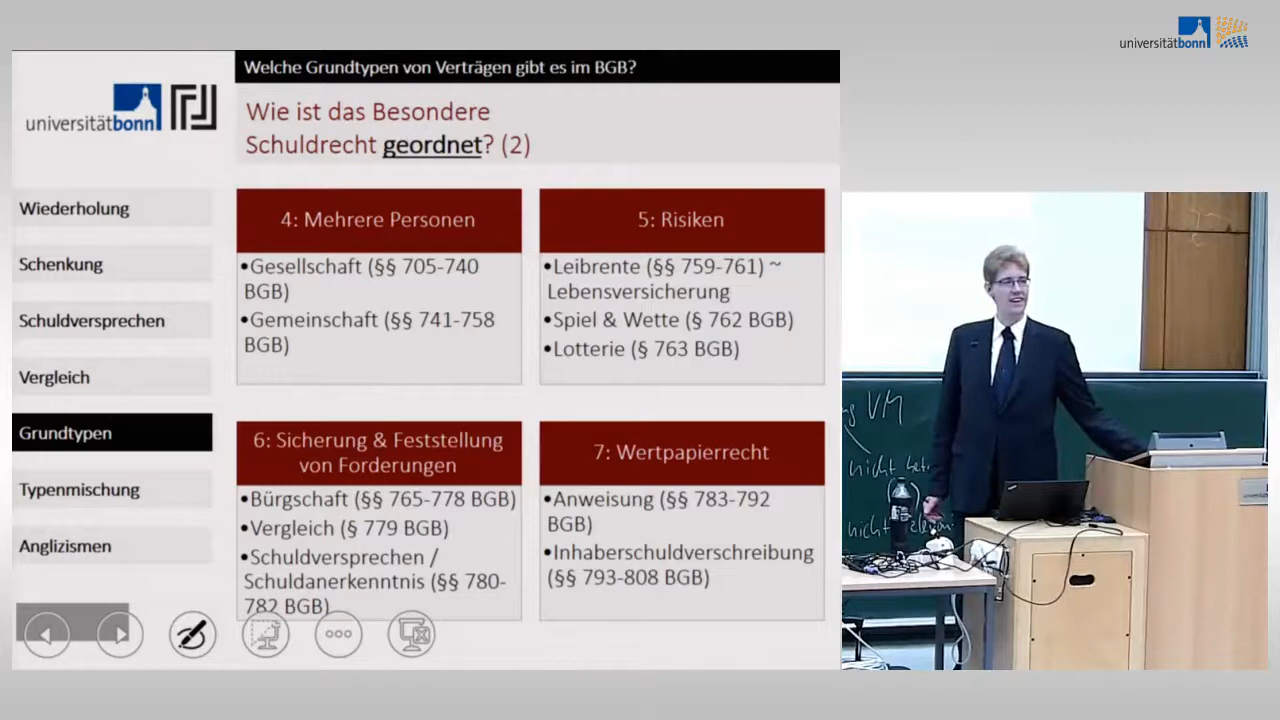 universitätbonn
Welche Grundtypen von Verträgen gibt es im BGB?
universitätbonn
Wie ist das Besondere
Schuldrecht geordnet? (2)
Wiederholung
Schenkung
Schuldversprechen
Vergleich
Grundtypen
Typenmischung
Anglizismen
4: Mehrere Personen
•Gesellschaft (§§ 705-740
BGB)
•Gemeinschaft (§§ 741-758
BGB)
5: Risiken
•Leibrente (§§ 759-761) ~
Lebensversicherung
•Spiel & Wette (§ 762 BGB)
•Lotterie (§ 763 BGB)
6: Sicherung & Feststellung
von Forderungen
•Bürgschaft (§§ 765-778 BGB)
•Vergleich (§ 779 BGB)
•Schuldversprechen /
Schuldanerkenntnis (§§ 780-
782 BGB)
7: Wertpapierrecht
•Anweisung (§§ 783-792
BGB)
•Inhaberschuldverschreibung
(§§ 793-808 BGB)
VM
nicht
nicht